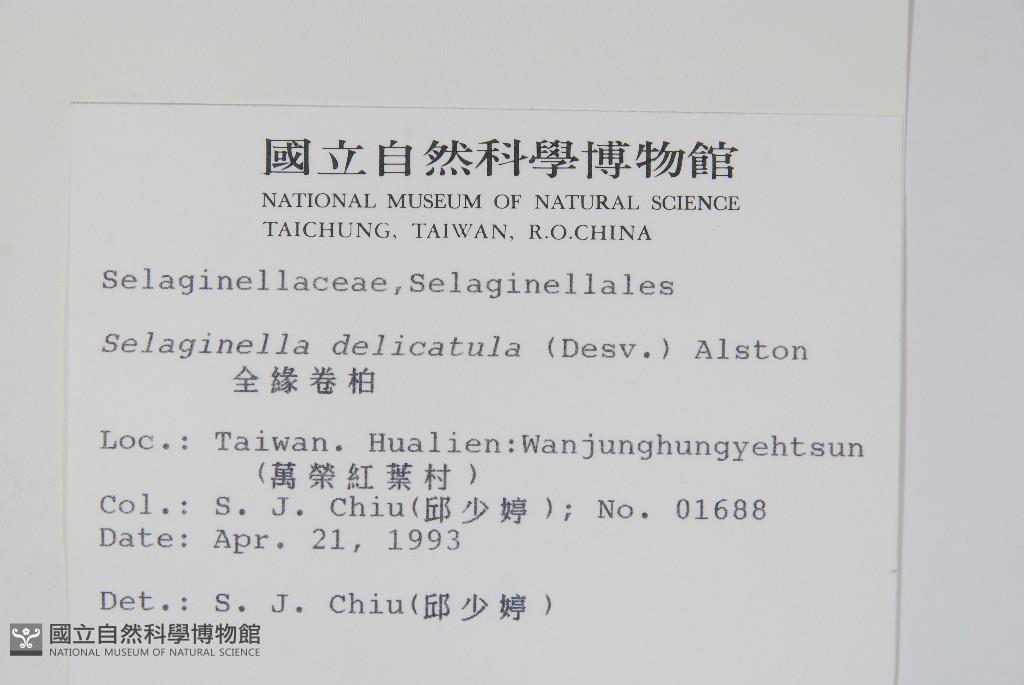 國立自然科學博物館
NATIONAL MUSEUM OF NATURAL SCIENCE
TAICHUNG, TAIWAN, R.O.CHINA
Selaginellaceae,Selaginellales
Selaginella delicatula (Desv.) Alston
全緣卷柏
Loc.: Taiwan. Hualien:Wanjunghungyehtsun
(萬榮紅葉村)
Col.: S. J. Chiu(邱少婷); No. 01688
Date: Apr. 21, 1993
Det.: S. J. Chiu(邱少婷)
國立自然科學博物館
NATIONAL MUSEUM OF NATURAL SCIENCE